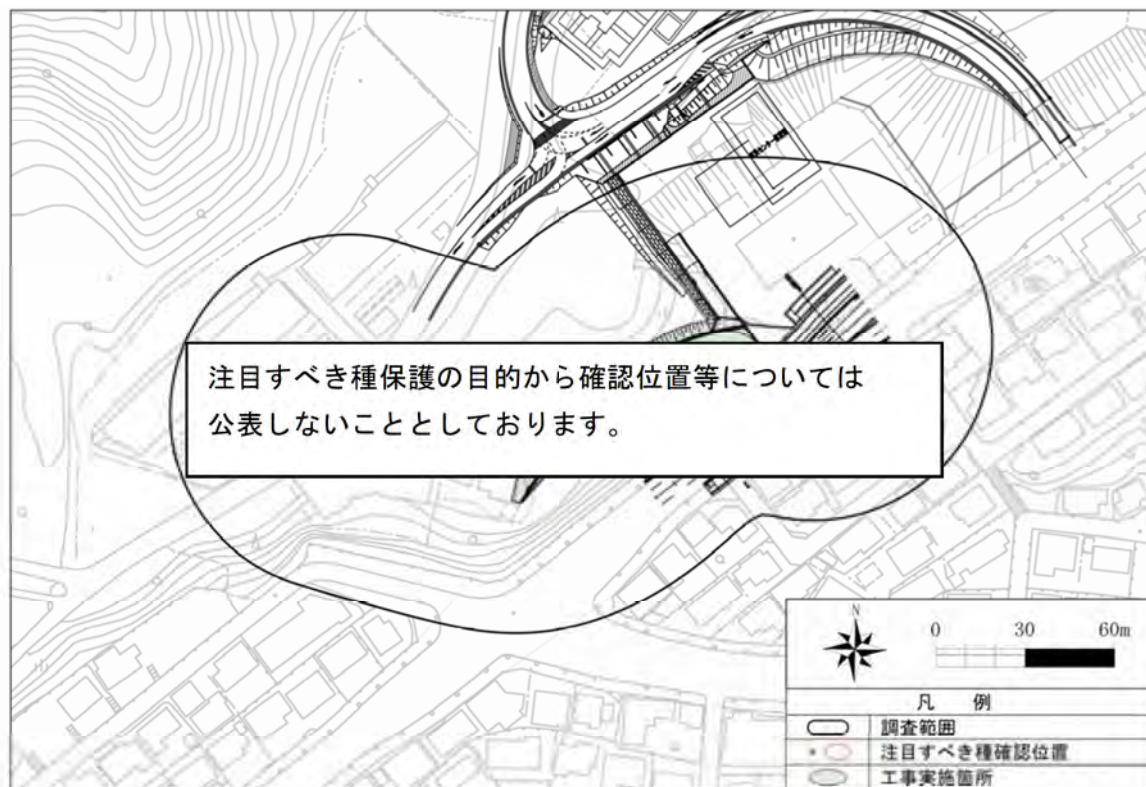 注目すべき種保護の目的から確認位置等については
公表しないこととしております。
N
0 30 60m
凡 例
調査範囲
注目すべき種確認位置
工事実施箇所